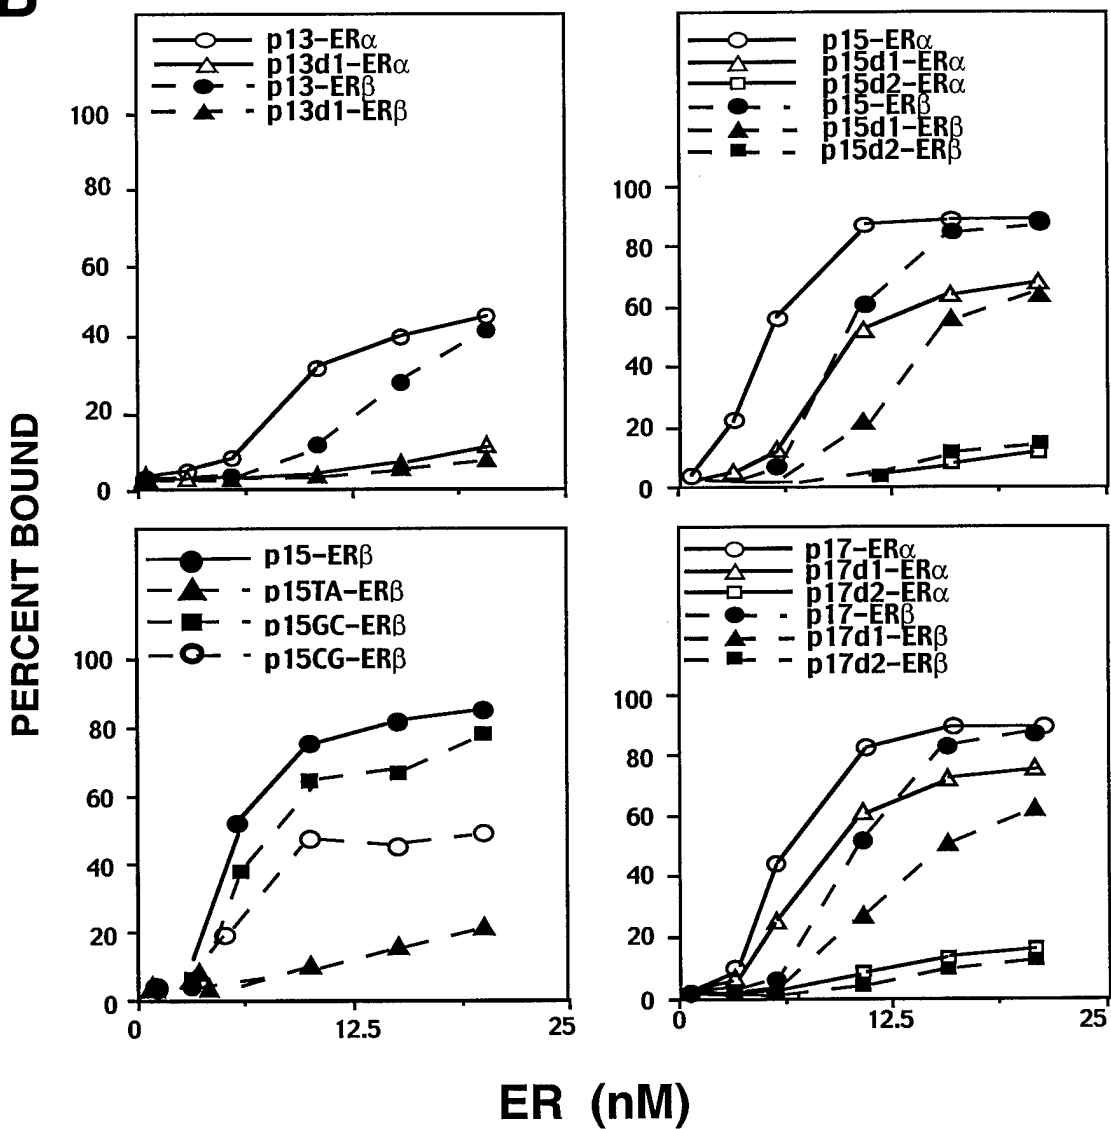 B
PERCENT BOUND
p13-ERα
p13d1-ERα
p13-ERβ
p13d1-ERβ
100
80
60
40
20
0
p15-ERα
p15d1-ERα
p15d2-ERα
p15-ERβ
p15d1-ERβ
p15d2-ERβ
100
80
60
40
20
0
p15-ERβ
p15TA-ERβ
p15GC-ERβ
p15CG-ERβ
100
80
60
40
20
0
0 12.5 25
p17-ERα
p17d1-ERα
p17d2-ERα
p17-ERβ
p17d1-ERβ
p17d2-ERβ
100
80
60
40
20
0
0 12.5 25
ER (nM)